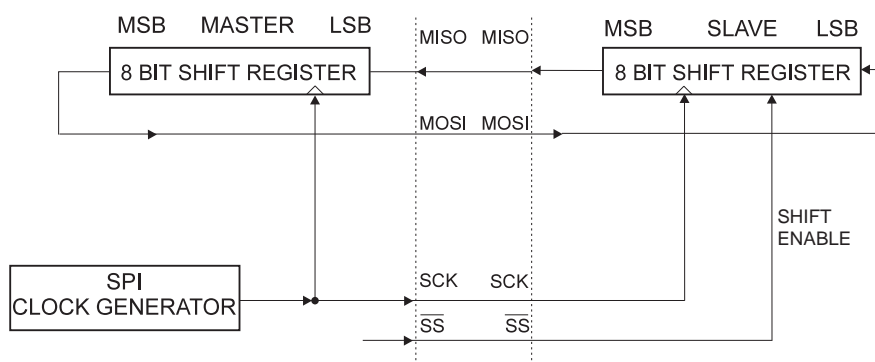 MSB MASTER LSB
MISO MISO
MSB SLAVE LSB
8 BIT SHIFT REGISTER
8 BIT SHIFT REGISTER
MOSI MOSI
SHIFT
ENABLE
SPI
CLOCK GENERATOR
SCK SCK
SS SS